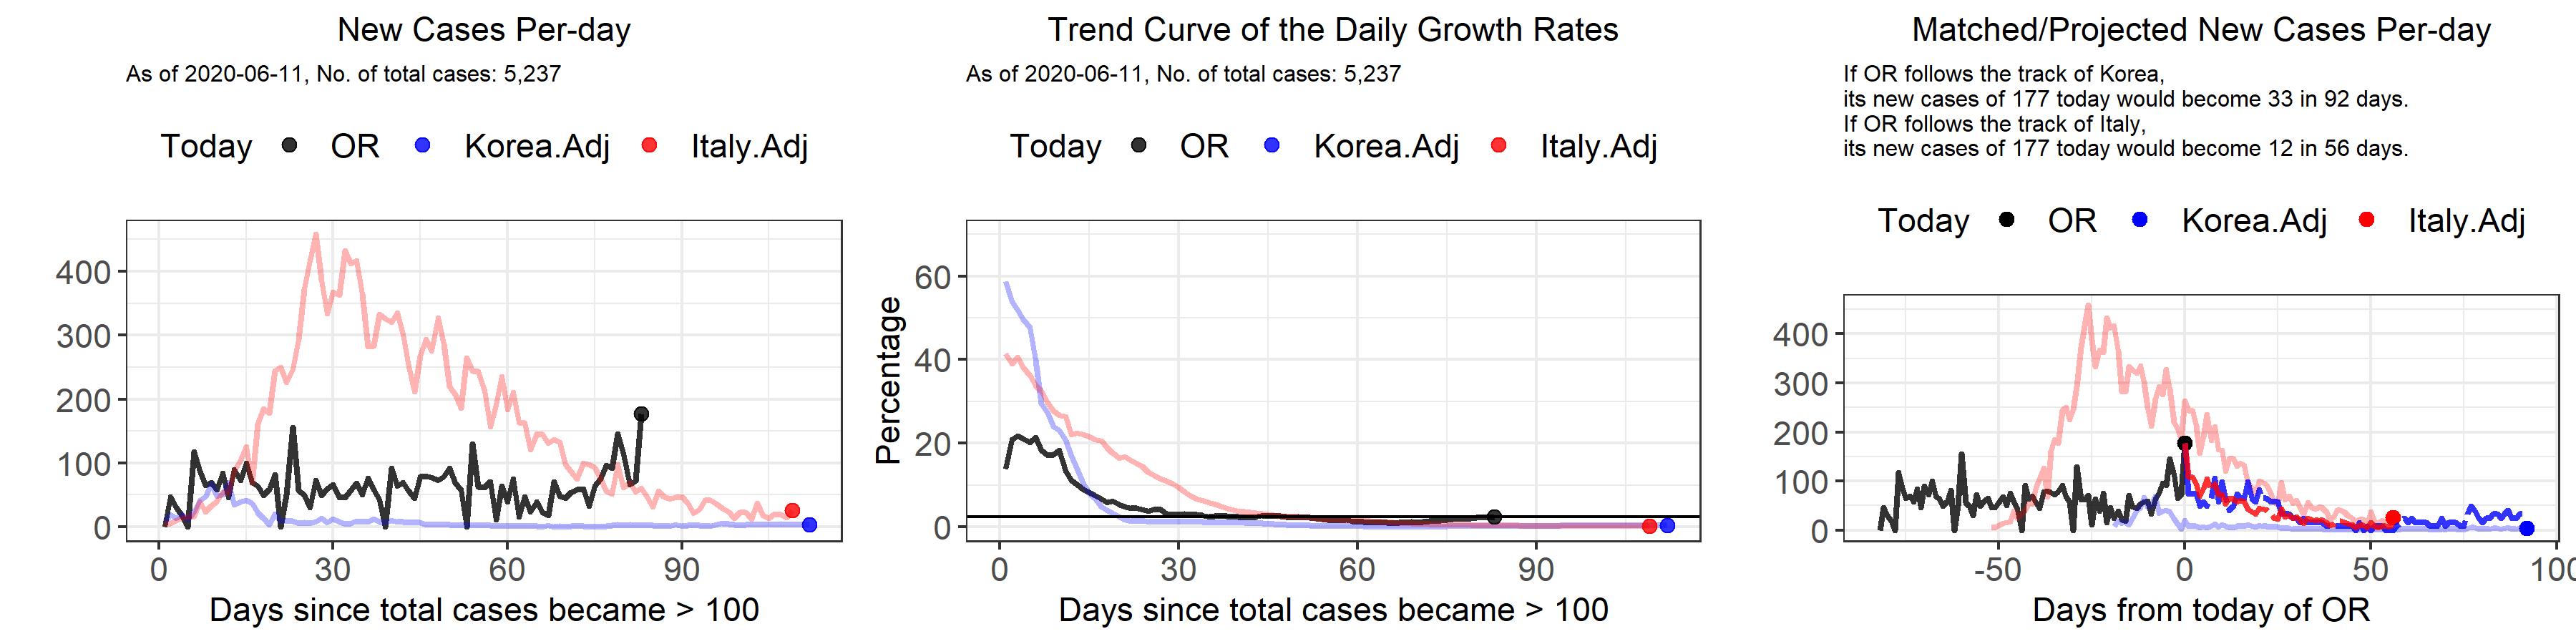 New Cases Per-day
As of 2020-06-11, No. of total cases: 5,237
Today OR Korea.Adj Italy.Adj
400
300
200
100
0
0 30 60 90
Days since total cases became > 100
Trend Curve of the Daily Growth Rates
As of 2020-06-11, No. of total cases: 5,237
Today OR Korea.Adj Italy.Adj
Percentage
60
40
20
0
0 30 60 90
Days since total cases became > 100
Matched/Projected New Cases Per-day
If OR follows the track of Korea,
its new cases of 177 today would become 33 in 92 days.
If OR follows the track of Italy,
its new cases of 177 today would become 12 in 56 days.
Today OR Korea.Adj Italy.Adj
400
300
200
100
0
-50 0 50 100
Days from today of OR